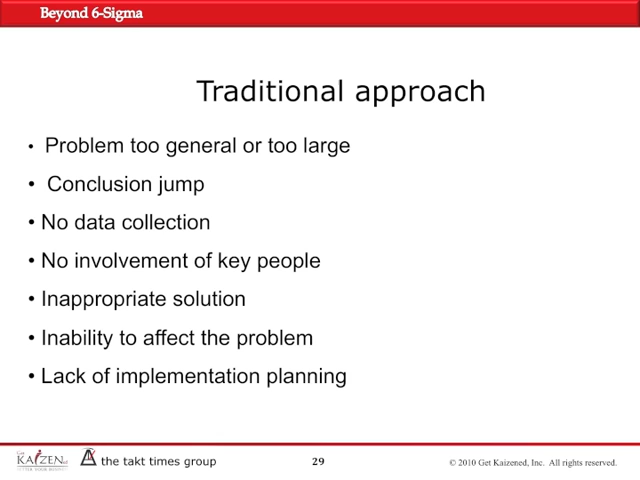 Beyond 6-Sigma
Traditional approach
• Problem too general or too large
• Conclusion jump
• No data collection
• No involvement of key people
• Inappropriate solution
• Inability to affect the problem
• Lack of implementation planning
Get
KAIZENed
the takt times group
29
© 2010 Get Kaizened, Inc. All rights reserved.